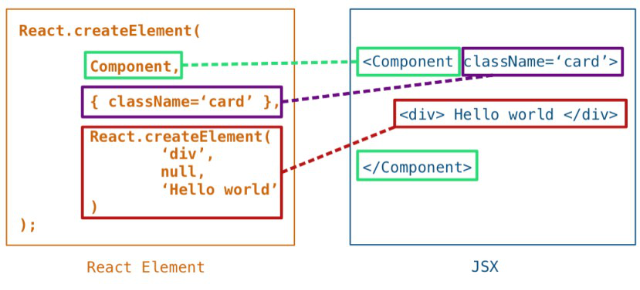 React.createElement(
Component,
{ className=‘card’ },
React.createElement(
‘div’,
null,
‘Hello world’
)
);
React Element
<Component className=‘card’>
<div> Hello world </div>
</Component>
JSX